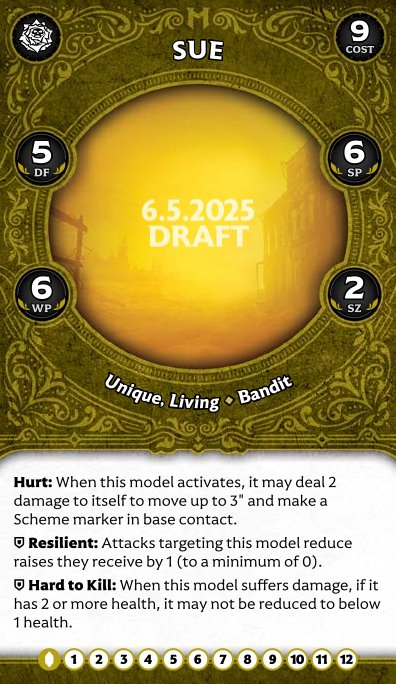 SUE
9
COST
5
DF
6
SP
6.5.2025
DRAFT
6
WP
2
SZ
Unique, Living ⬥ Bandit
Hurt: When this model activates, it may deal 2
damage to itself to move up to 3" and make a
Scheme marker in base contact.
Resilient: Attacks targeting this model reduce
raises they receive by 1 (to a minimum of 0).
Hard to Kill: When this model suffers damage, if it
has 2 or more health, it may not be reduced to below
1 health.
1 2 3 4 5 6 7 8 9 10 11 12